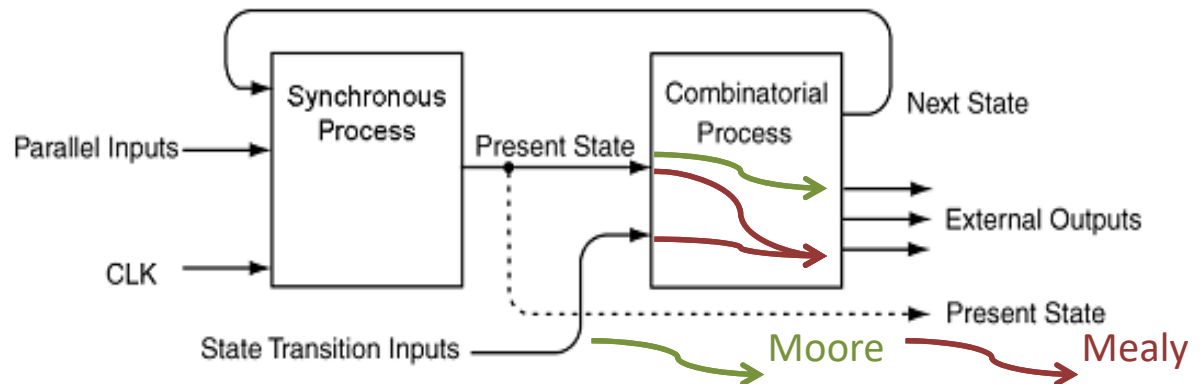 Synchronous
Process
Combinatorial
Process
Next State
Parallel Inputs
Present State
External Outputs
CLK
Present State
State Transition Inputs
Moore
Mealy